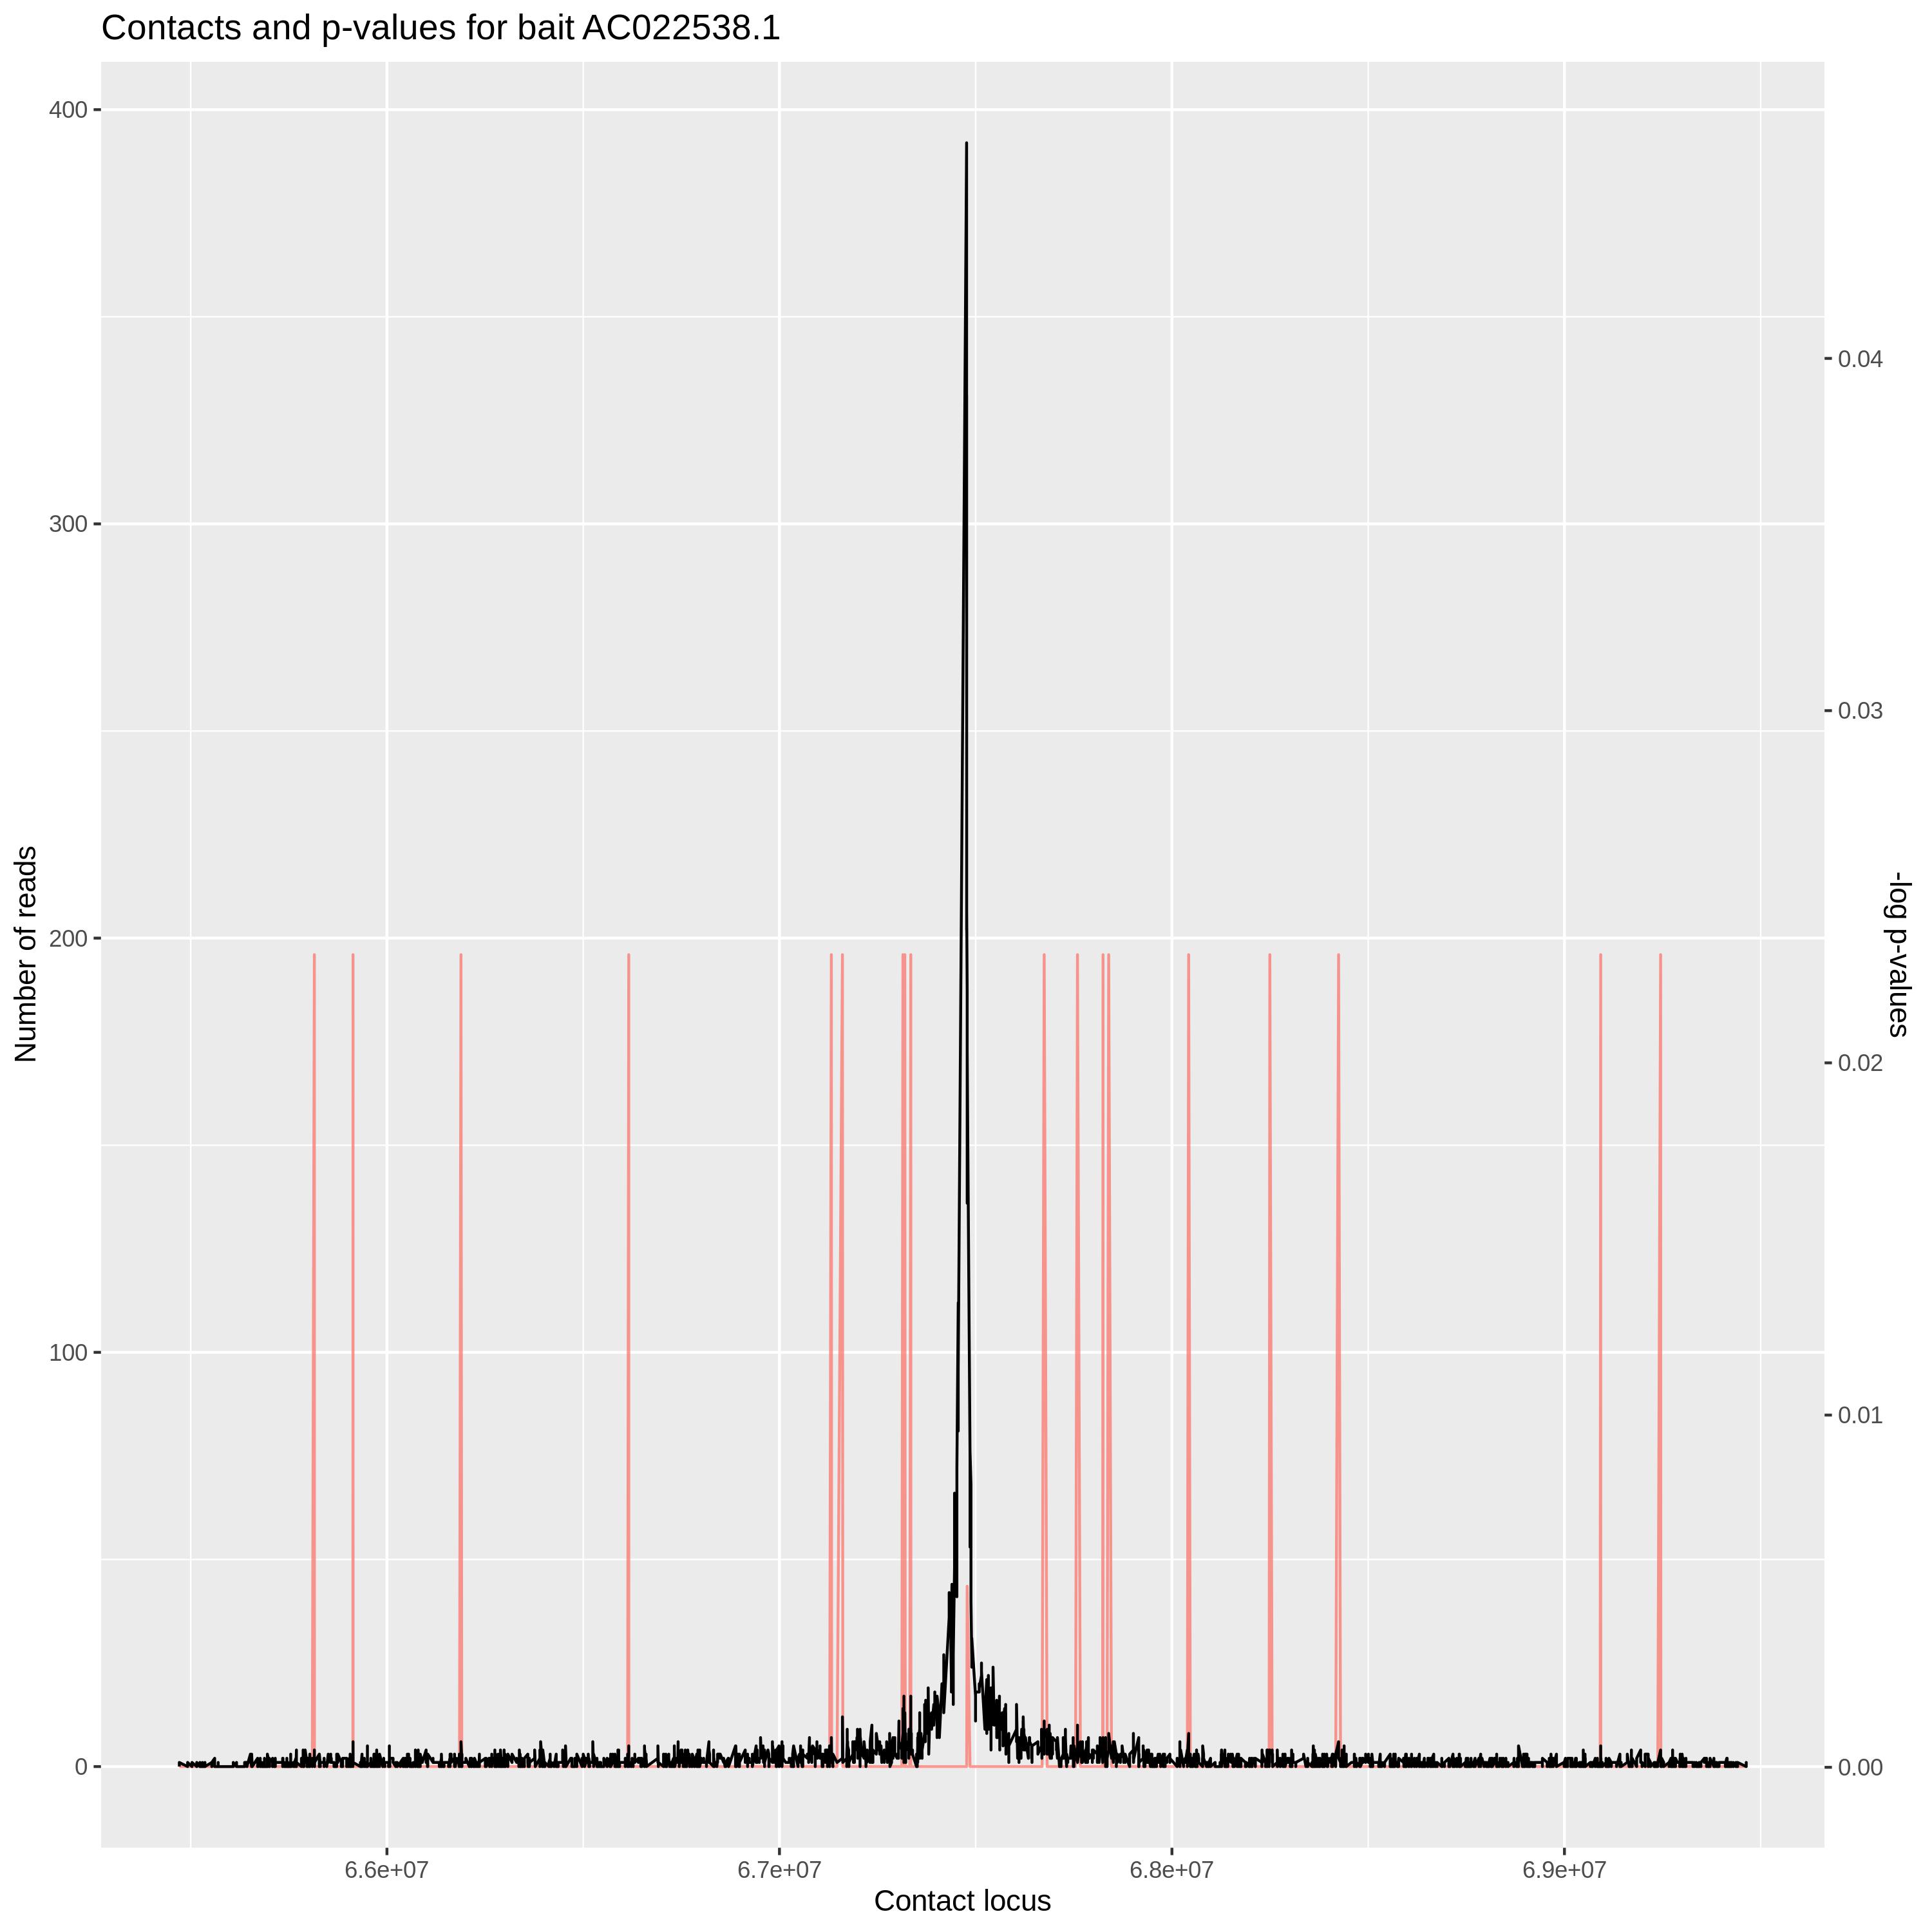 Contacts and p-values for bait AC022538.1
400
300
200
100
0
Number of reads
0.04
0.03
0.02
0.01
0.00
-log p-values
6.6e+07
6.7e+07
6.8e+07
6.9e+07
Contact locus